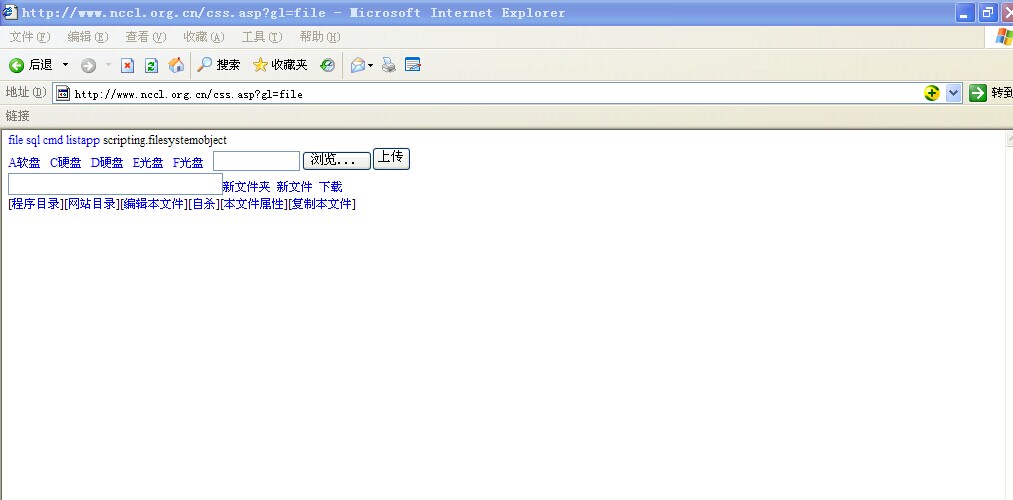 http://www.nccl.org.cn/css.asp?gl=file - Microsoft Internet Explorer
文件(F) 编辑(E) 查看(V) 收藏(A) 工具(T) 帮助(H)
后退 搜索 收藏夹
地址(D) http://www.nccl.org.cn/css.asp?gl=file 转到
链接
file sql cmd listapp scripting.filesystemobject
A软盘 C硬盘 D硬盘 E光盘 F光盘 浏览... 上传
新文件夹 新文件 下载
[程序目录][网站目录][编辑本文件][自杀][本文件属性][复制本文件]